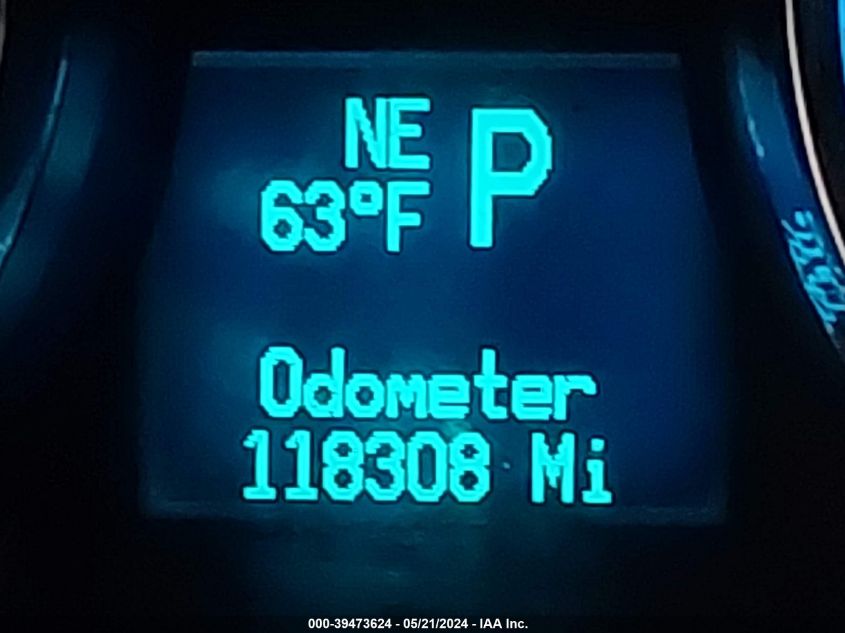 NE P
63°F
Odometer
118308 Mi
000-39473624 - 05/21/2024 - IAA Inc.